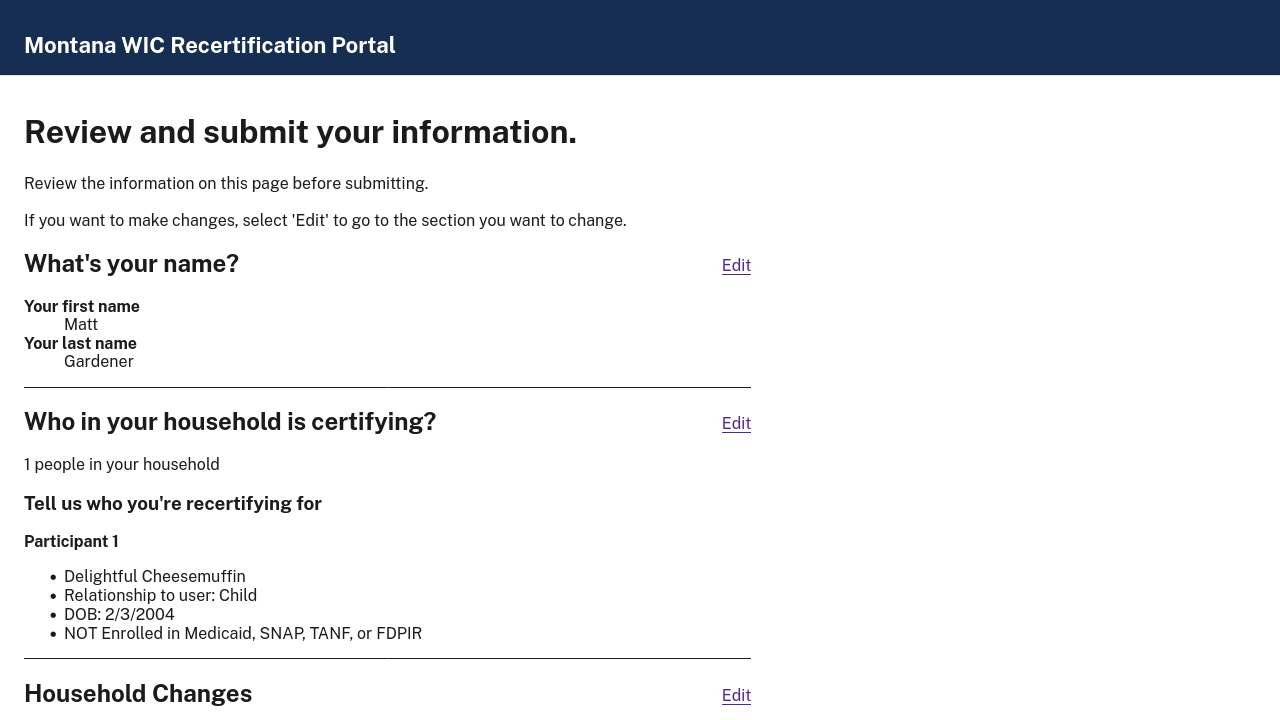 Montana WIC Recertification Portal
Review and submit your information.
Review the information on this page before submitting.
If you want to make changes, select 'Edit' to go to the section you want to change.
What's your name?
Edit
Your first name
Matt
Your last name
Gardener
Who in your household is certifying?
Edit
1 people in your household
Tell us who you're recertifying for
Participant 1
• Delightful Cheesemuffin
• Relationship to user: Child
• DOB: 2/3/2004
• NOT Enrolled in Medicaid, SNAP, TANF, or FDPIR
Household Changes
Edit